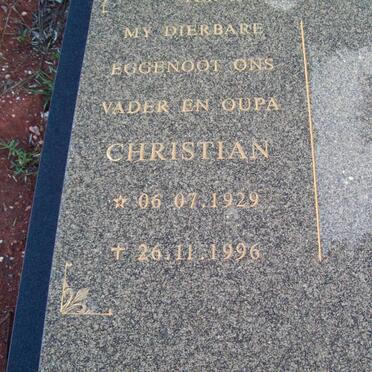 MY DIERBARE
EGGENOOT ONS
VADER EN OUPA
CHRISTIAN
☆ 06 07.1929
✝ 26.11.1996